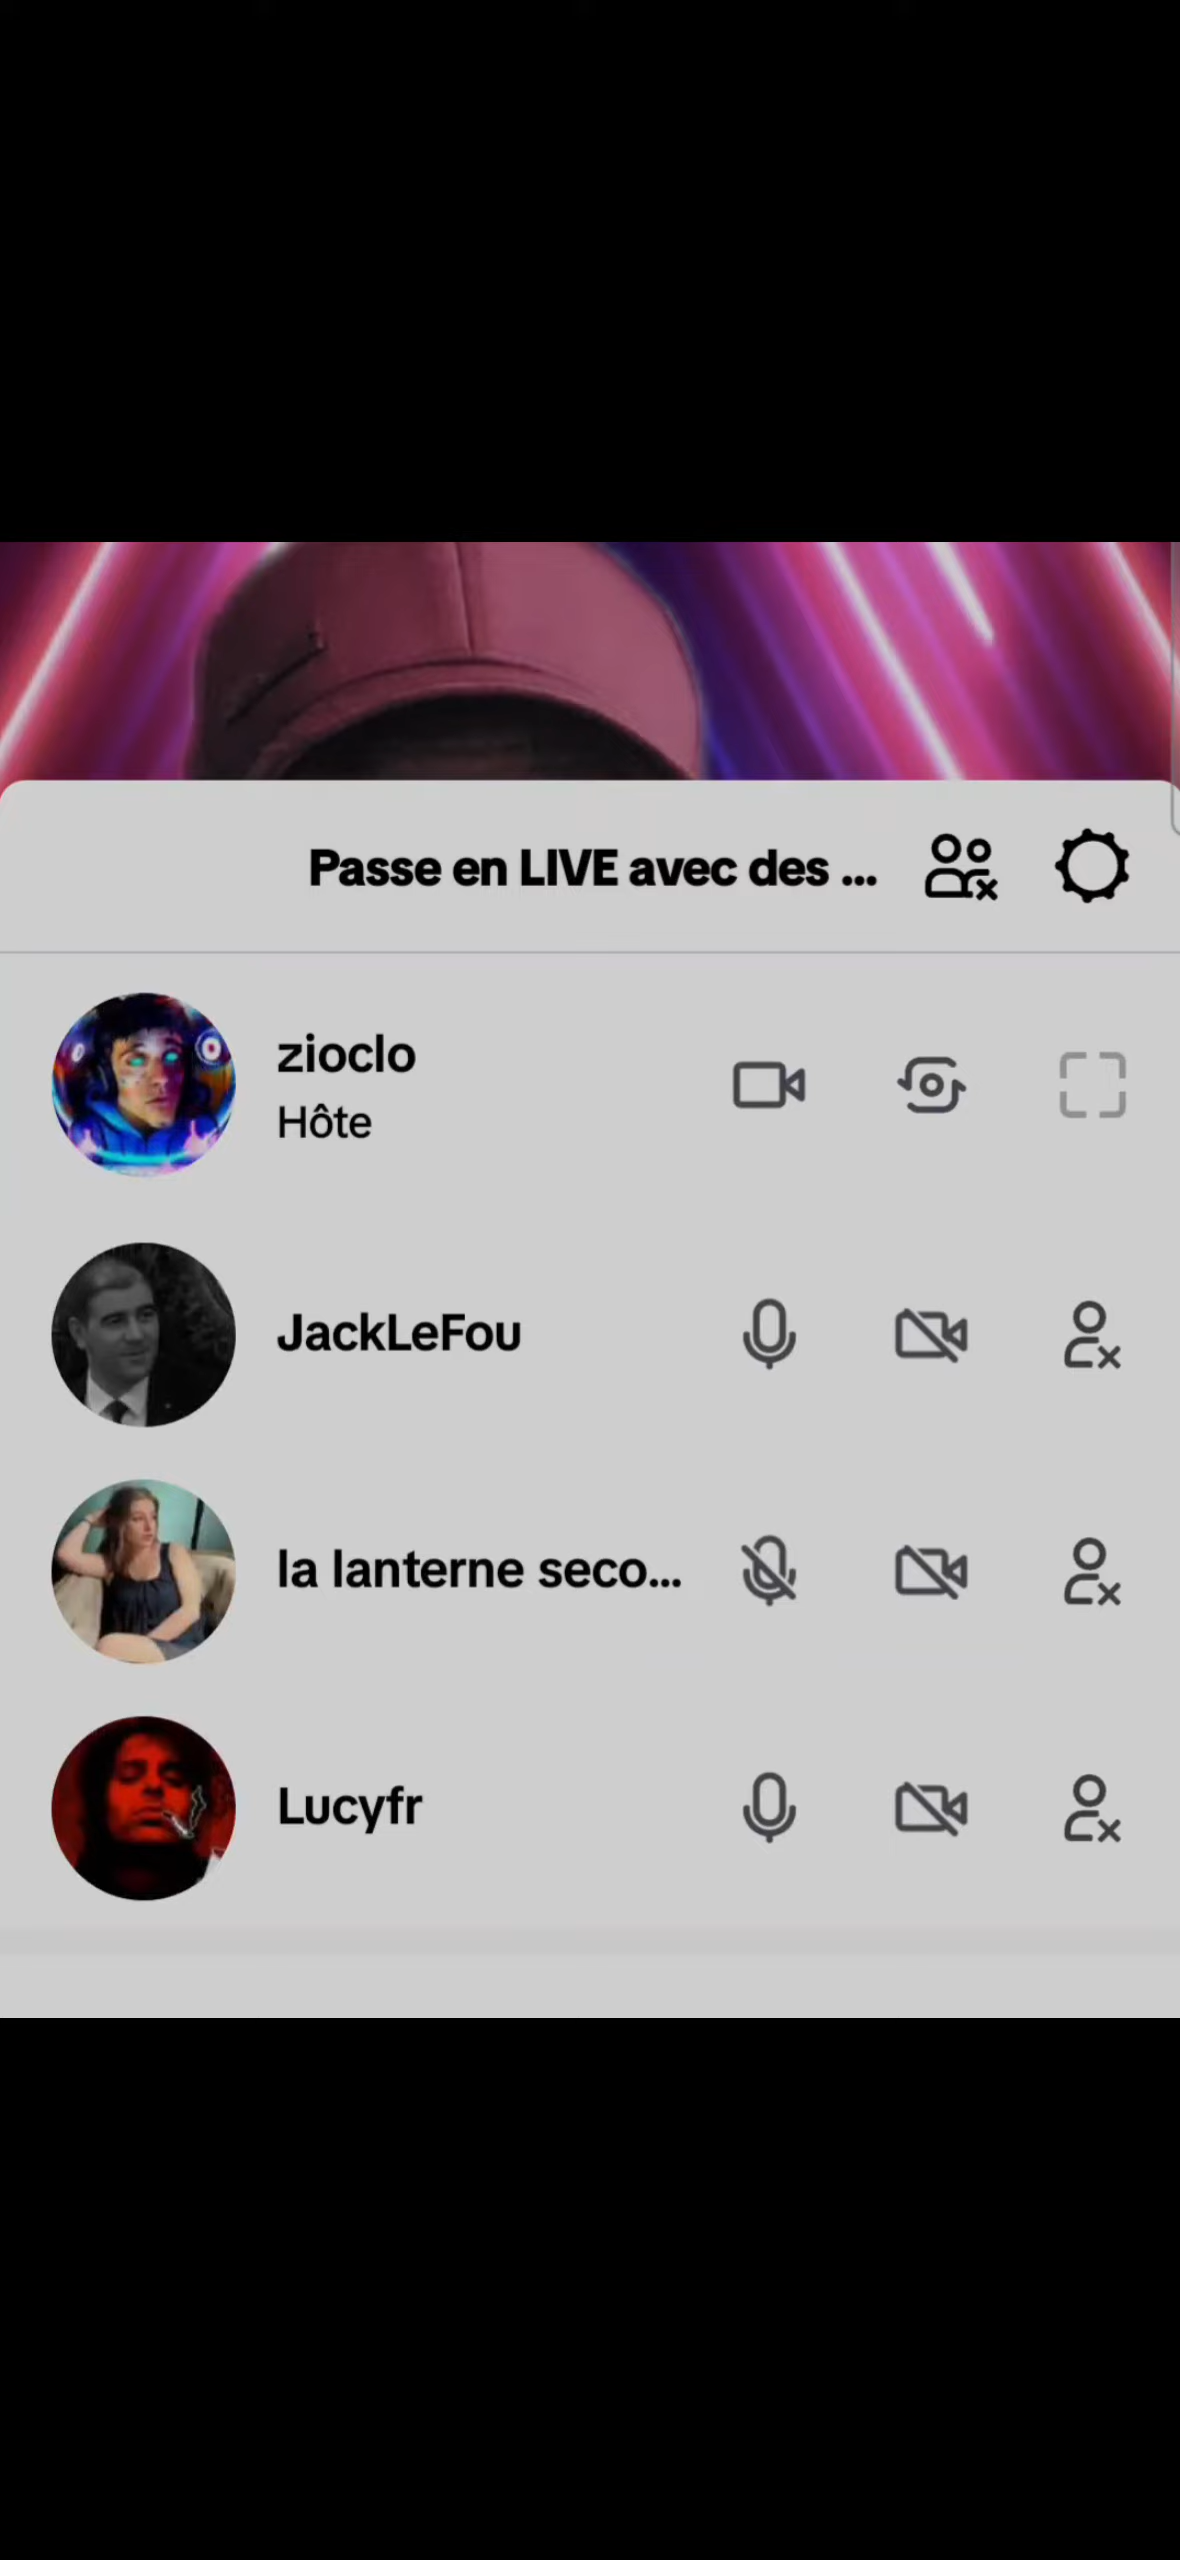 Passe en LIVE avec des ...
zioclo
Hôte
JackLeFou
la lanterne seco...
Lucyfr